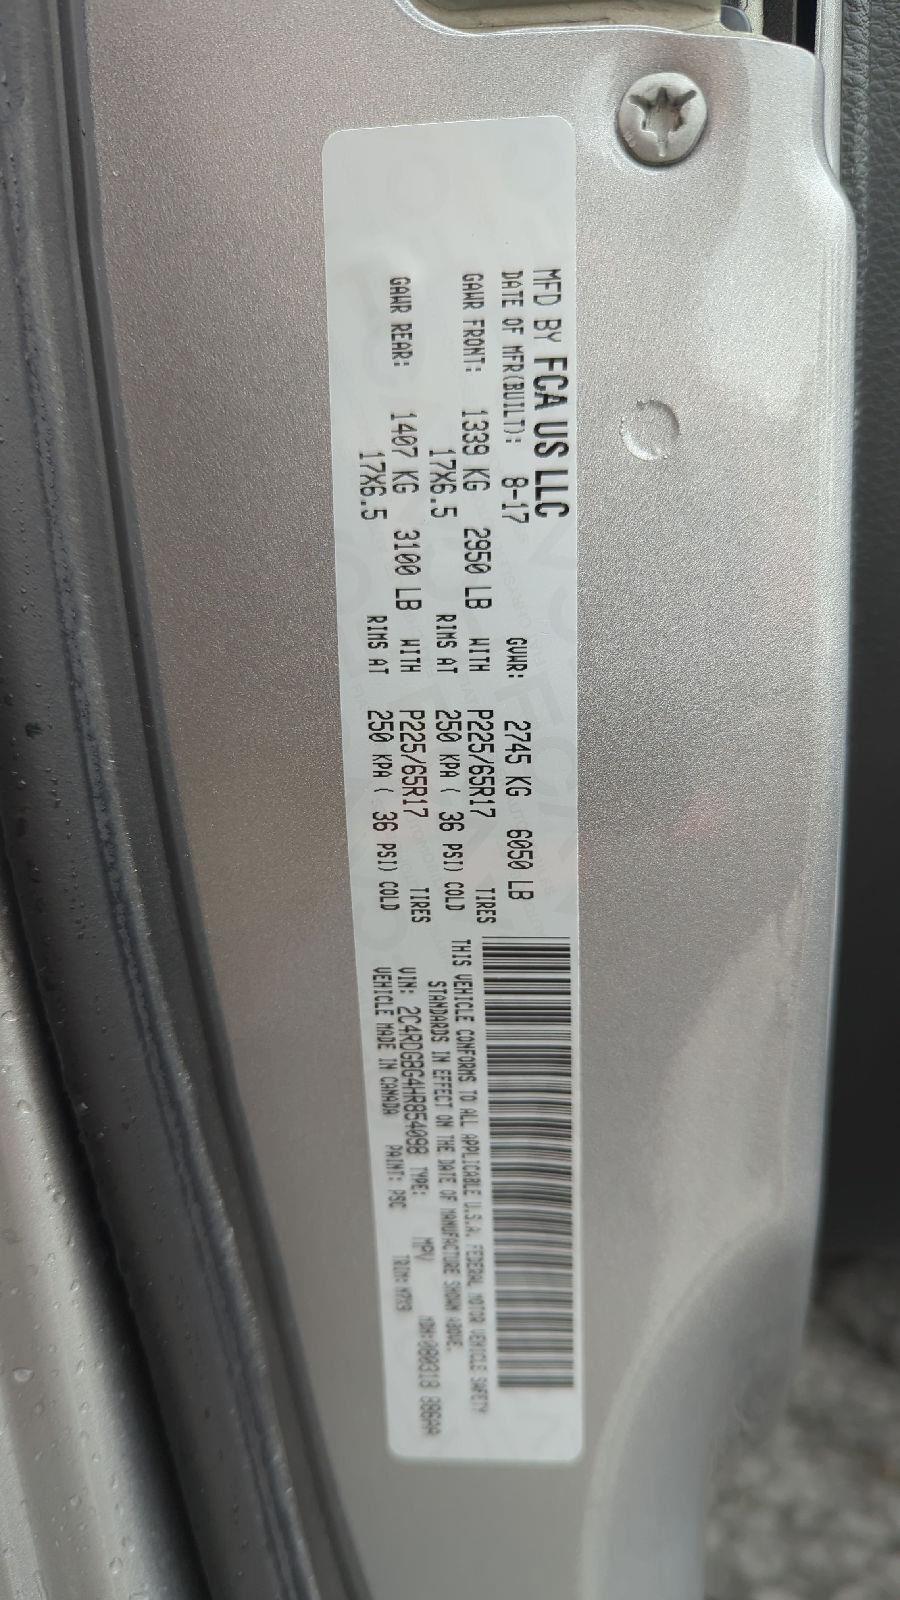 MFD BY FCA US LLC
DATE OF MFR(BUILT): 8-17 GVWR: 2745 KG 6050 LB
GAWR FRONT: 1339 KG 2950 LB WITH P225/65R17 TIRES
17X6.5 RIMS AT 250 KPA ( 36 PSI) COLD
GAWR REAR: 1407 KG 3100 LB WITH P225/65R17 TIRES
17X6.5 RIMS AT 250 KPA ( 36 PSI) COLD
THIS VEHICLE CONFORMS TO ALL APPLICABLE U.S.A. FEDERAL MOTOR VEHICLE SAFETY
STANDARDS IN EFFECT ON THE DATE OF MANUFACTURE SHOWN ABOVE.
VIN: 2C4RDGBG4HR854098 TYPE: MPV
VEHICLE MADE IN CANADA PAINT: PSC TRIM: